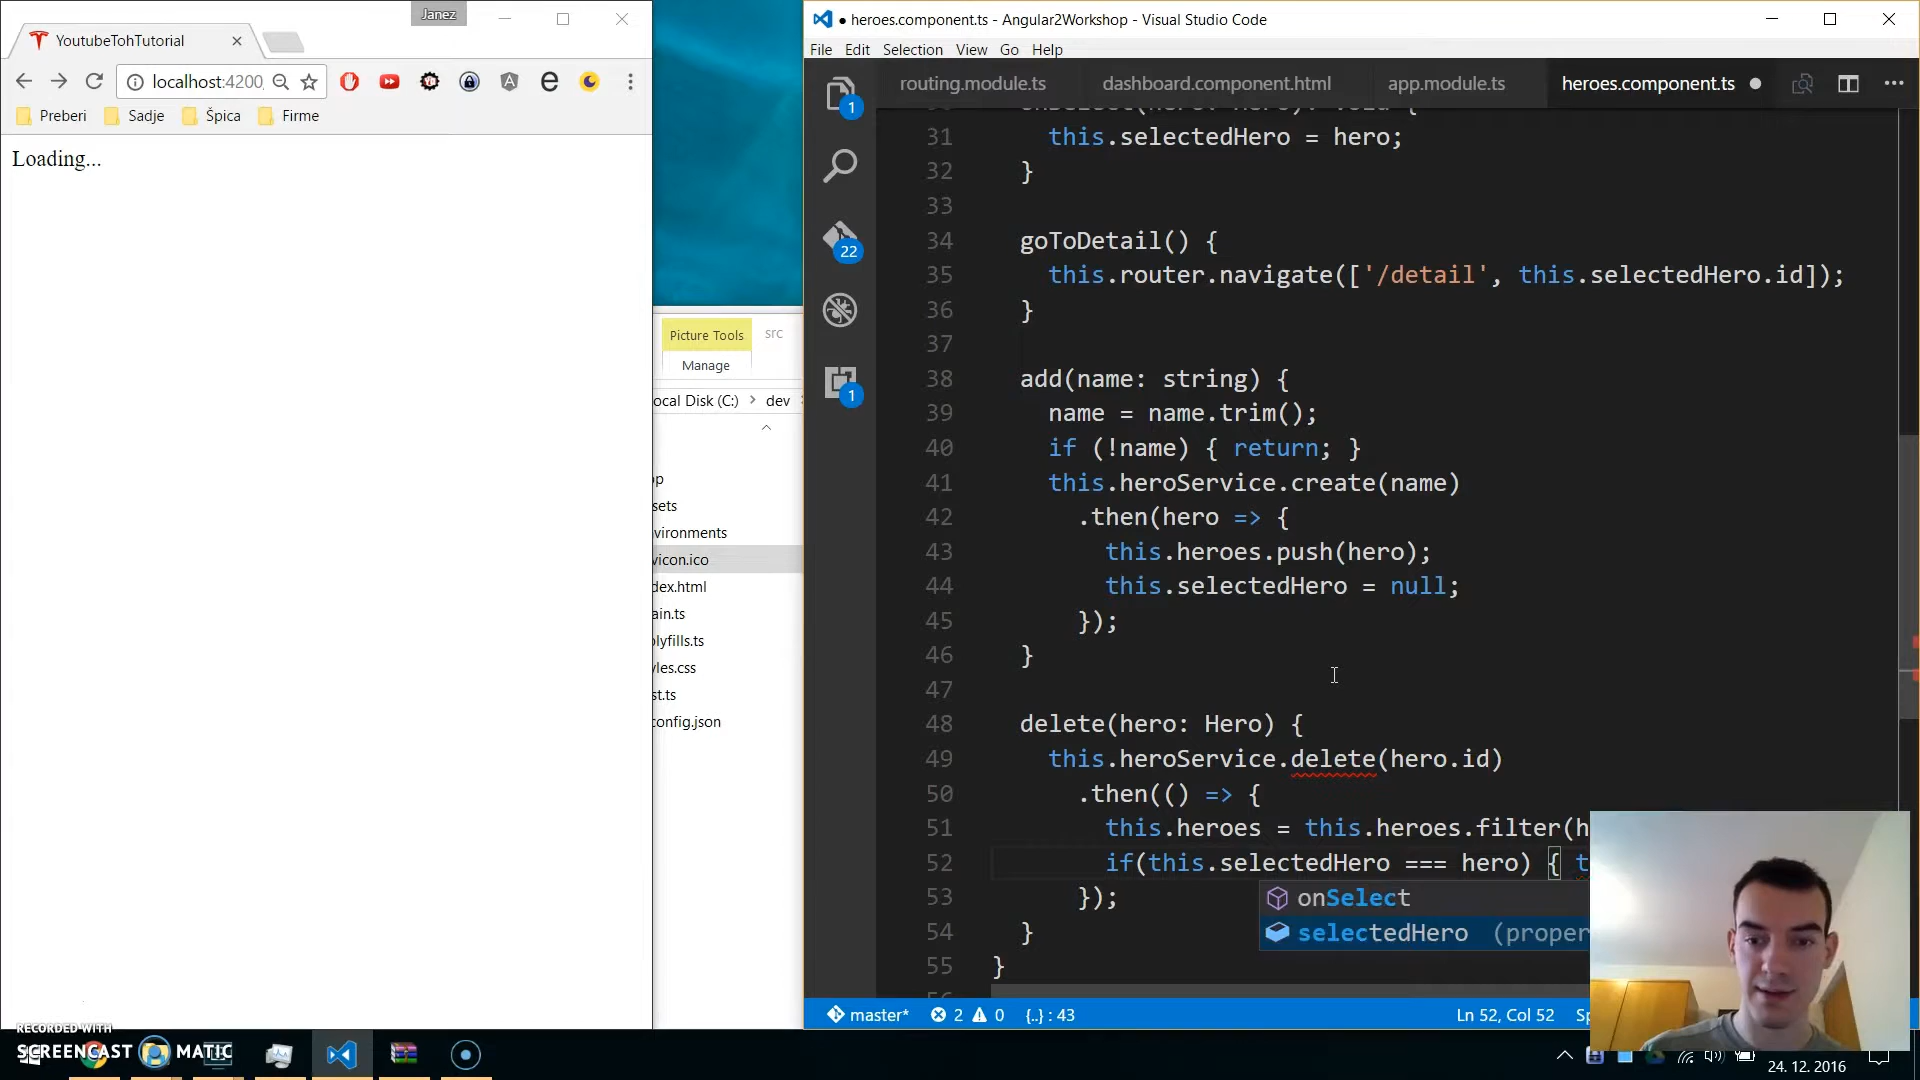 Janez
YoutubeTohTutorial
localhost:4200
Preberi
Sadje
Špica
Firme
Loading...
Picture Tools
src
Manage
ocal Disk (C:) > dev
sets
vironments
vicon.ico
dex.html
ain.ts
olyfills.ts
les.css
st.ts
config.json
● heroes.component.ts - Angular2Workshop - Visual Studio Code
File Edit Selection View Go Help
routing.module.ts
dashboard.component.html
app.module.ts
heroes.component.ts
1
22
1
31 this.selectedHero = hero;
32 }
33
34 goToDetail() {
35 this.router.navigate(['/detail', this.selectedHero.id]);
36 }
37
38 add(name: string) {
39 name = name.trim();
40 if (!name) { return; }
41 this.heroService.create(name)
42 .then(hero => {
43 this.heroes.push(hero);
44 this.selectedHero = null;
45 });
46 }
47
48 delete(hero: Hero) {
49 this.heroService.delete(hero.id)
50 .then(() => {
51 this.heroes = this.heroes.filter(h
52 if(this.selectedHero === hero) { t
53 });
54 }
55 }
onSelect
selectedHero (proper
master* 2 0 {..} : 43
Ln 52, Col 52 Sp
RECORDED WITH
SCREENCAST MATIC
24. 12. 2016